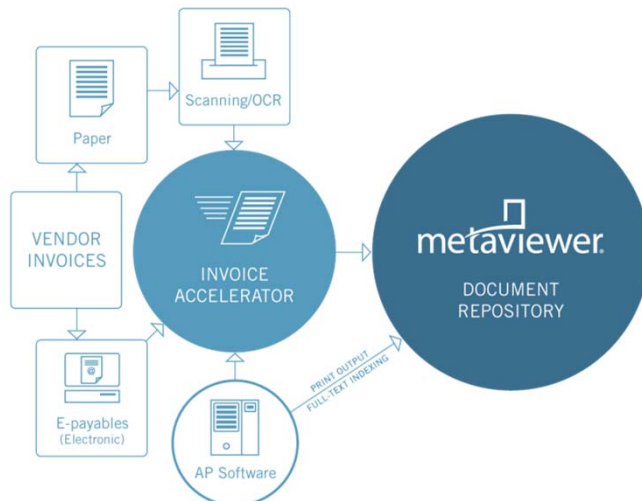 Paper
Scanning/OCR
VENDOR
INVOICES
INVOICE
ACCELERATOR
metaviewer®
DOCUMENT
REPOSITORY
@
E-payables
(Electronic)
AP Software
PRINT OUTPUT
FULL-TEXT INDEXING